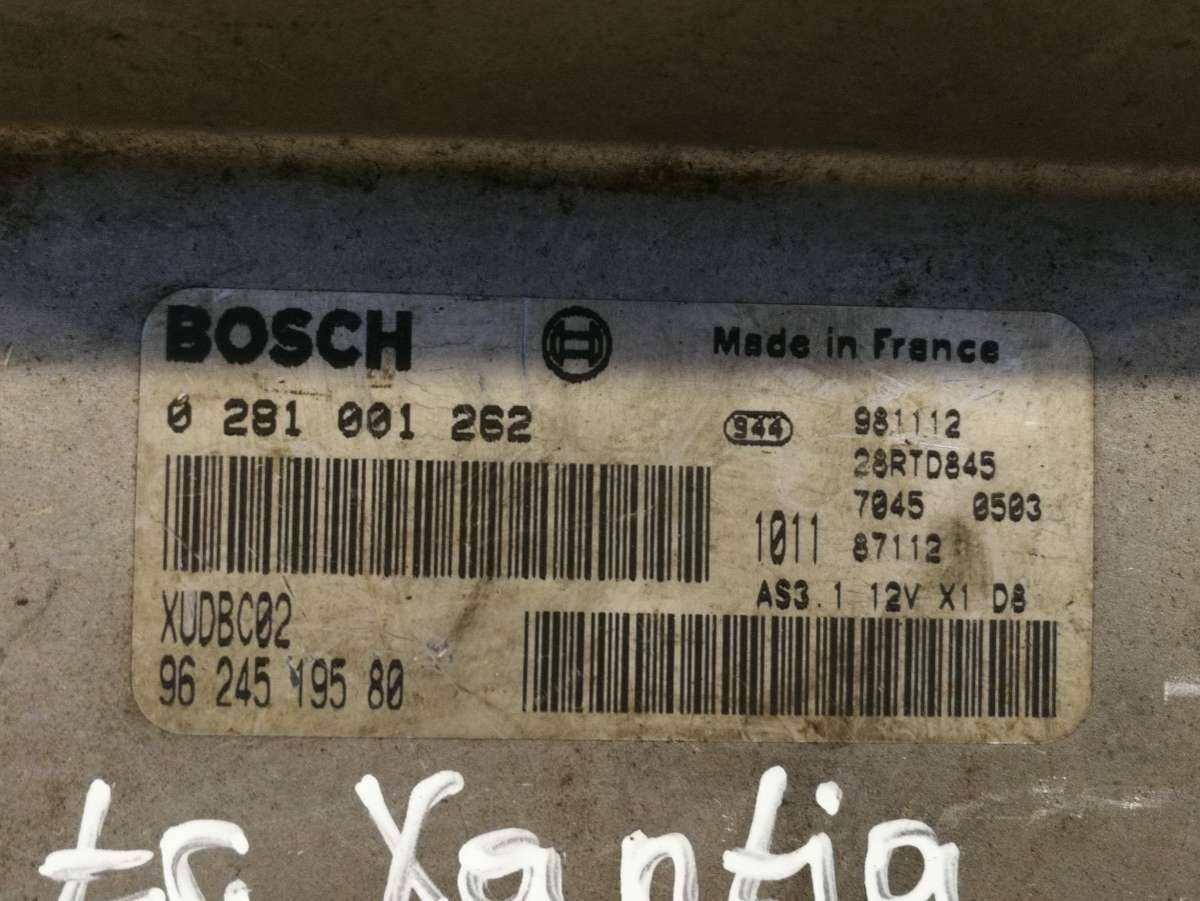 BOSCH
Made in France
0 281 001 262
944
981112
28RTD845
7045 0503
1011 87112
AS3.1 12V X1 D8
XUDBC02
96 245 195 80
Xantia